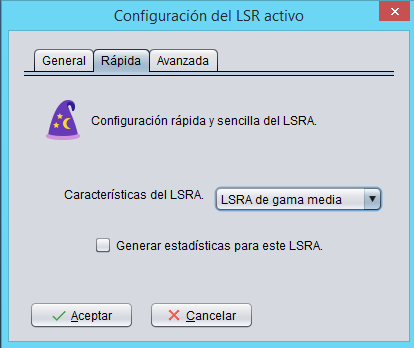 Configuración del LSR activo
General Rápida Avanzada
Configuración rápida y sencilla del LSRA.
Características del LSRA. LSRA de gama media
Generar estadísticas para este LSRA.
Aceptar Cancelar